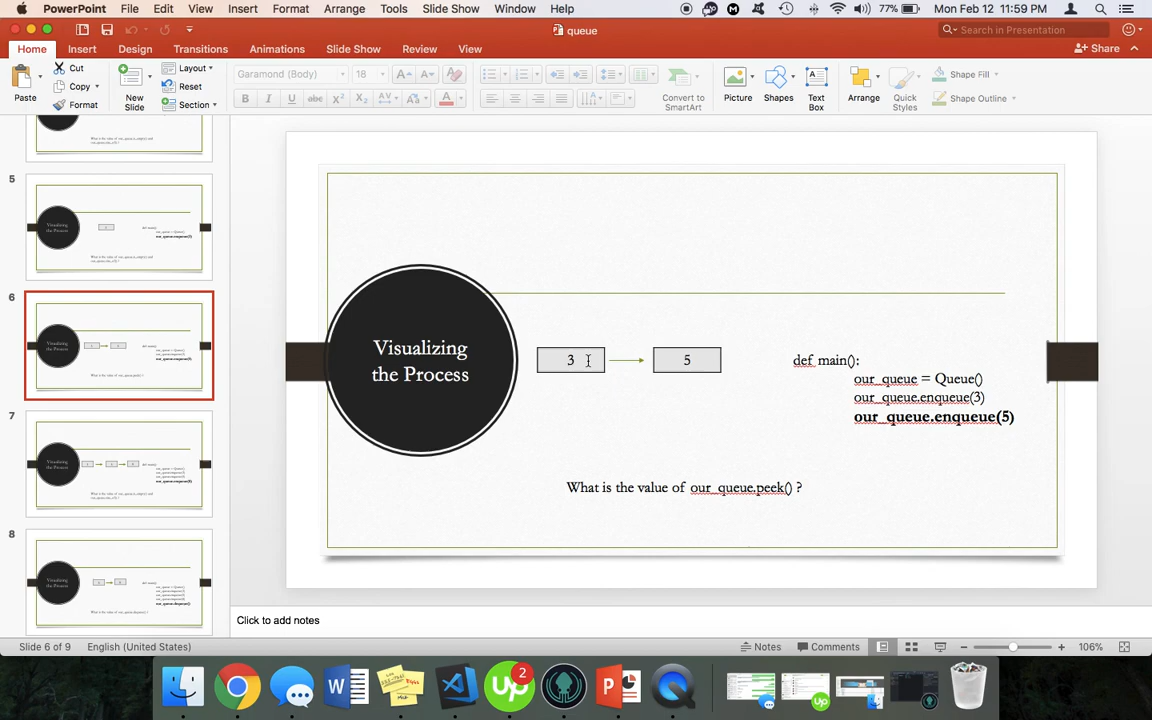 PowerPoint File Edit View Insert Format Arrange Tools Slide Show Window Help 77% Mon Feb 12 11:59 PM
queue
Search in Presentation
Home Insert Design Transitions Animations Slide Show Review View
Share
Paste
Cut
Copy
Format
New Slide
Layout
Reset
Section
Garamond (Body) 18
Convert to SmartArt
Picture
Shapes
Text Box
Arrange
Quick Styles
Shape Fill
Shape Outline
5
6
7
8
Visualizing
the Process
3
5
def main():
our_queue = Queue()
our_queue.enqueue(3)
our_queue.enqueue(5)
What is the value of our_queue.peek() ?
Click to add notes
Slide 6 of 9 English (United States) Notes Comments 106%
Up 2